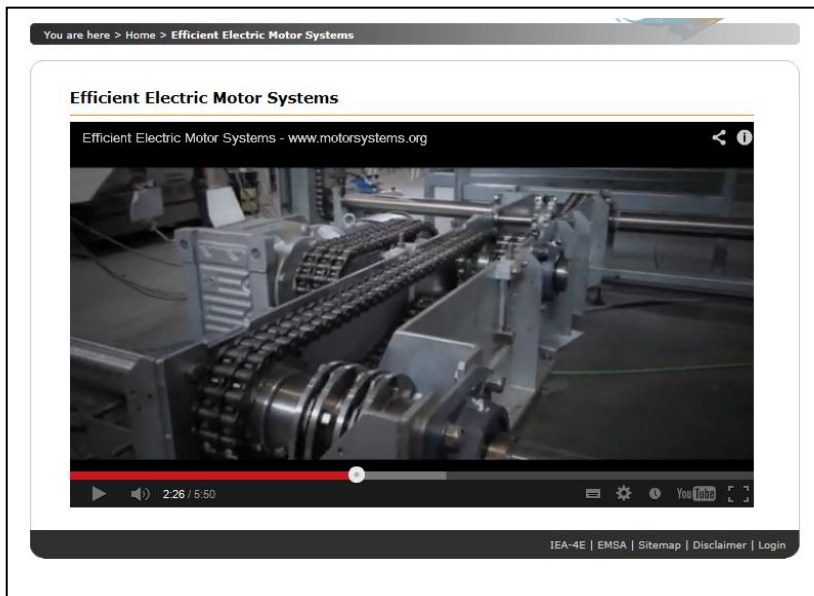 You are here > Home > Efficient Electric Motor Systems
Efficient Electric Motor Systems
Efficient Electric Motor Systems - www.motorsystems.org
2:26 / 5:50
YouTube
IEA-4E | EMSA | Sitemap | Disclaimer | Login